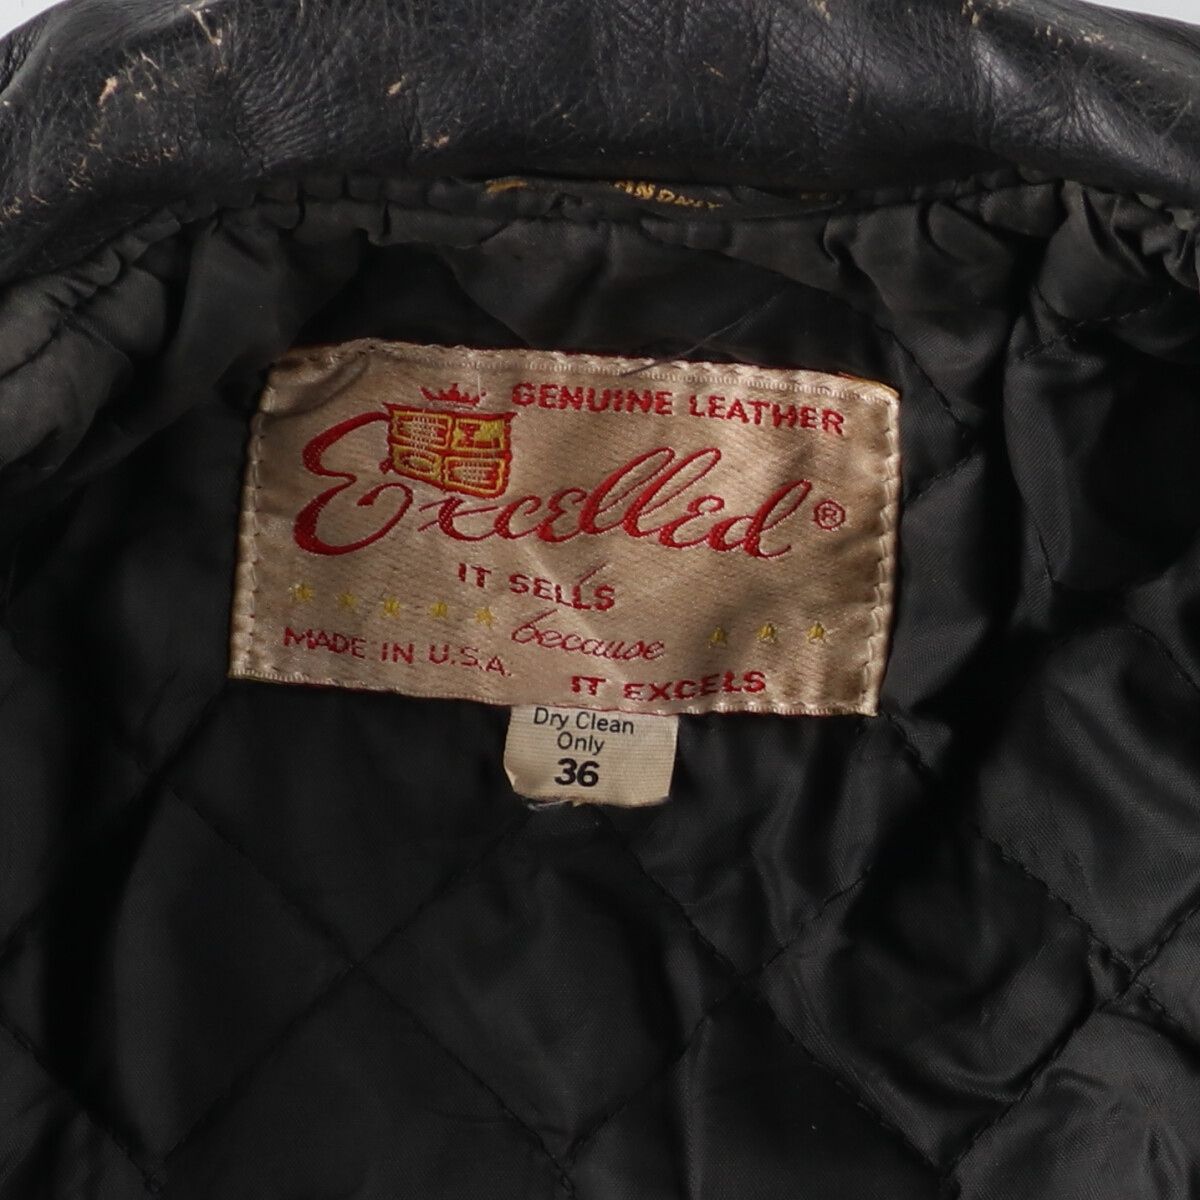 GENUINE LEATHER
Excelled®
IT SELLS
because
IT EXCELS
MADE IN U.S.A.
Dry Clean
Only
36